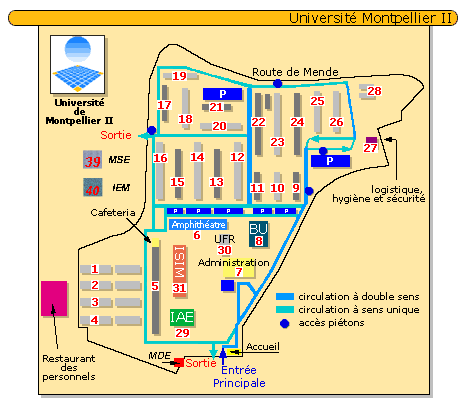 Université Montpellier II
Université
de
Montpellier II
Route de Mende
19
17
18
P
21
20
25
28
22
23
24
26
Sortie
27
P
39 MSE
16
14
12
15
13
11
10
9
40 IEM
logistique,
hygiène et sécurité
Cafeteria
P P P P P
Amphithéatre
6
BU
8
UFR
30
ISIM
31
Administration
7
1
2
3
4
5
circulation à double sens
circulation à sens unique
accès piétons
IAE
29
Restaurant
des
personnels
MDE
Sortie
Accueil
Entrée
Principale